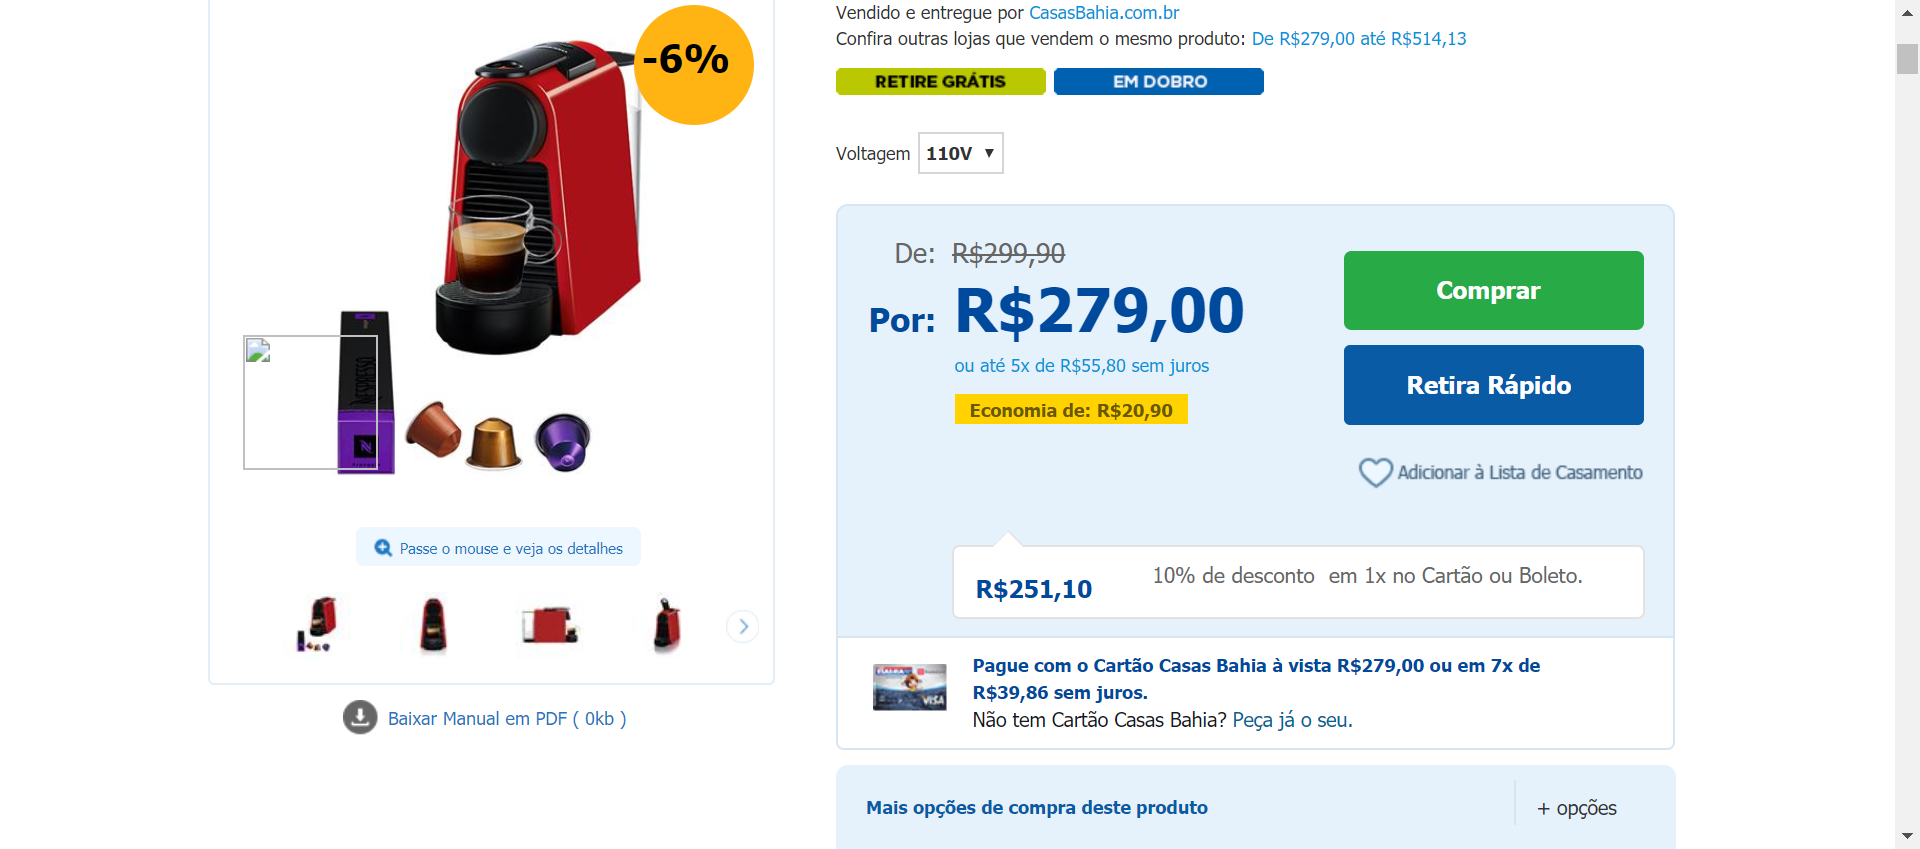 -6%
NESPRESSO
Passe o mouse e veja os detalhes
Baixar Manual em PDF ( 0kb )
Vendido e entregue por CasasBahia.com.br
Confira outras lojas que vendem o mesmo produto: De R$279,00 até R$514,13
RETIRE GRÁTIS EM DOBRO
Voltagem 110V ▼
De: R$299,90
Por: R$279,00
ou até 5x de R$55,80 sem juros
Economia de: R$20,90
Comprar
Retira Rápido
Adicionar à Lista de Casamento
R$251,10 10% de desconto em 1x no Cartão ou Boleto.
Pague com o Cartão Casas Bahia à vista R$279,00 ou em 7x de
R$39,86 sem juros.
Não tem Cartão Casas Bahia? Peça já o seu.
VISA
Mais opções de compra deste produto + opções